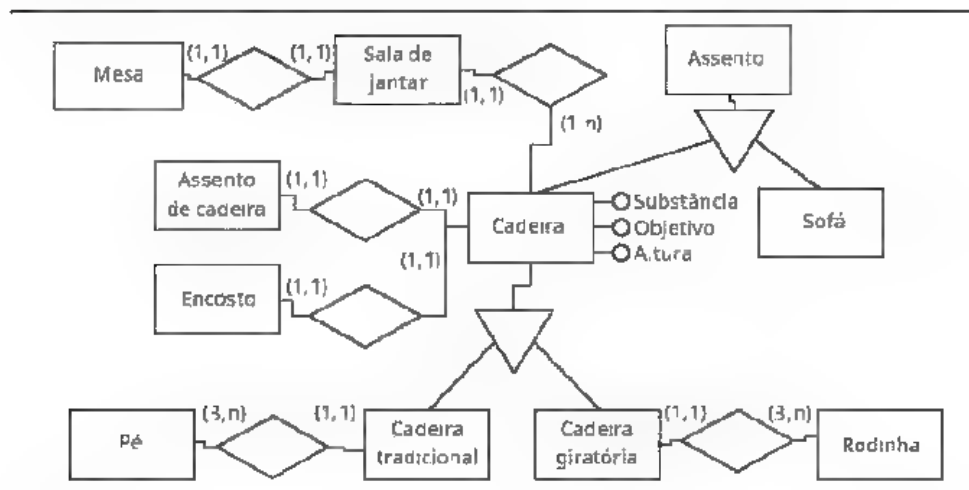 Mesa
(1,1)
(1,1)
Sala de
jantar
(1,1)
(1,n)
Assento
Assento
de cadeira
(1,1)
(1,1)
Cadeira
Substância
Objetivo
Altura
Sofá
(1,1)
Encosto
(1,1)
Pé
(3,n)
(1,1)
Cadeira
tradicional
Cadeira
giratória
(1,1)
(3,n)
Rodinha